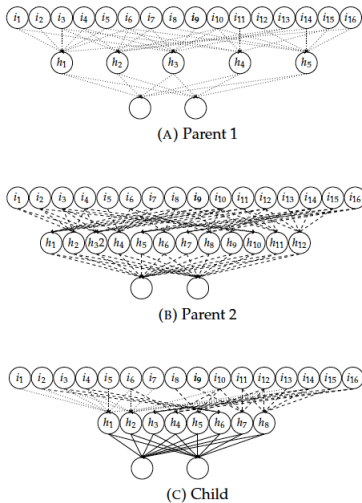 i1 i2 i3 i4 i5 i6 i7 i8 i9 i10 i11 i12 i13 i14 i15 i16
h1 h2 h3 h4 h5
(A) Parent 1
i1 i2 i3 i4 i5 i6 i7 i8 i9 i10 i11 i12 i13 i14 i15 i16
h1 h2 h32 h4 h5 h6 h7 h8 h9 h10 h11 h12
(B) Parent 2
i1 i2 i3 i4 i5 i6 i7 i8 i9 i10 i11 i12 i13 i14 i15 i16
h1 h2 h3 h4 h5 h6 h7 h8
(C) Child